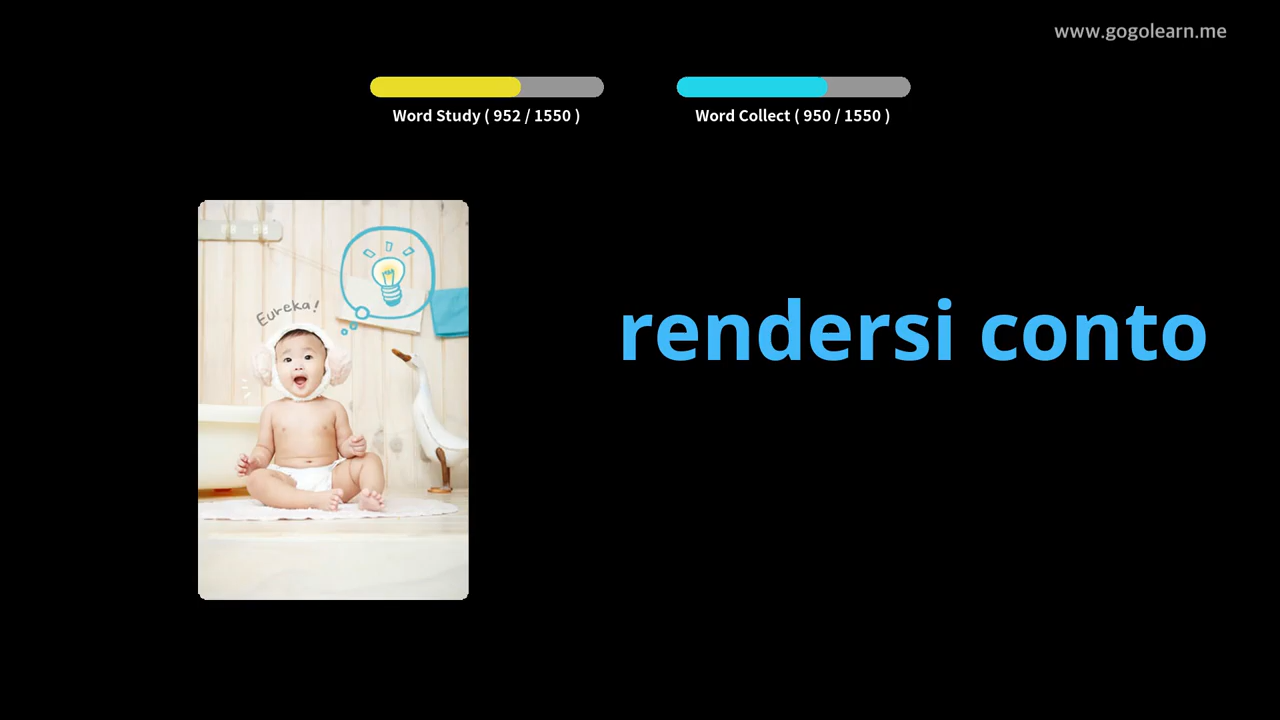 www.gogolearn.me
Word Study ( 952 / 1550 )
Word Collect ( 950 / 1550 )
Eureka!
rendersi conto